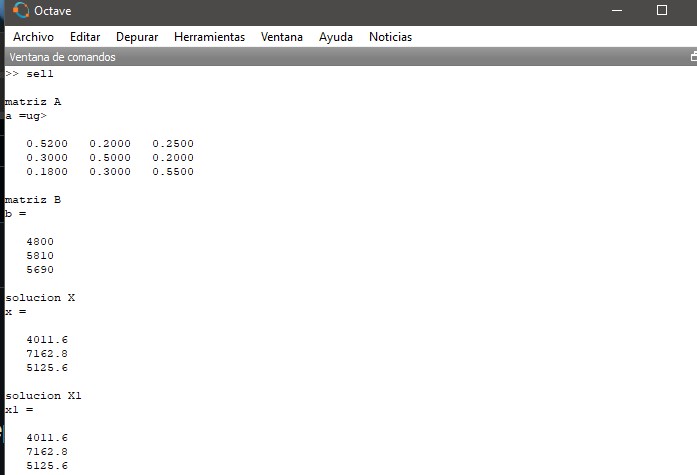 Octave
Archivo Editar Depurar Herramientas Ventana Ayuda Noticias
Ventana de comandos
>> sell
matriz A
a =ug>
0.5200 0.2000 0.2500
0.3000 0.5000 0.2000
0.1800 0.3000 0.5500
matriz B
b =
4800
5810
5690
solucion X
x =
4011.6
7162.8
5125.6
solucion X1
x1 =
4011.6
7162.8
5125.6